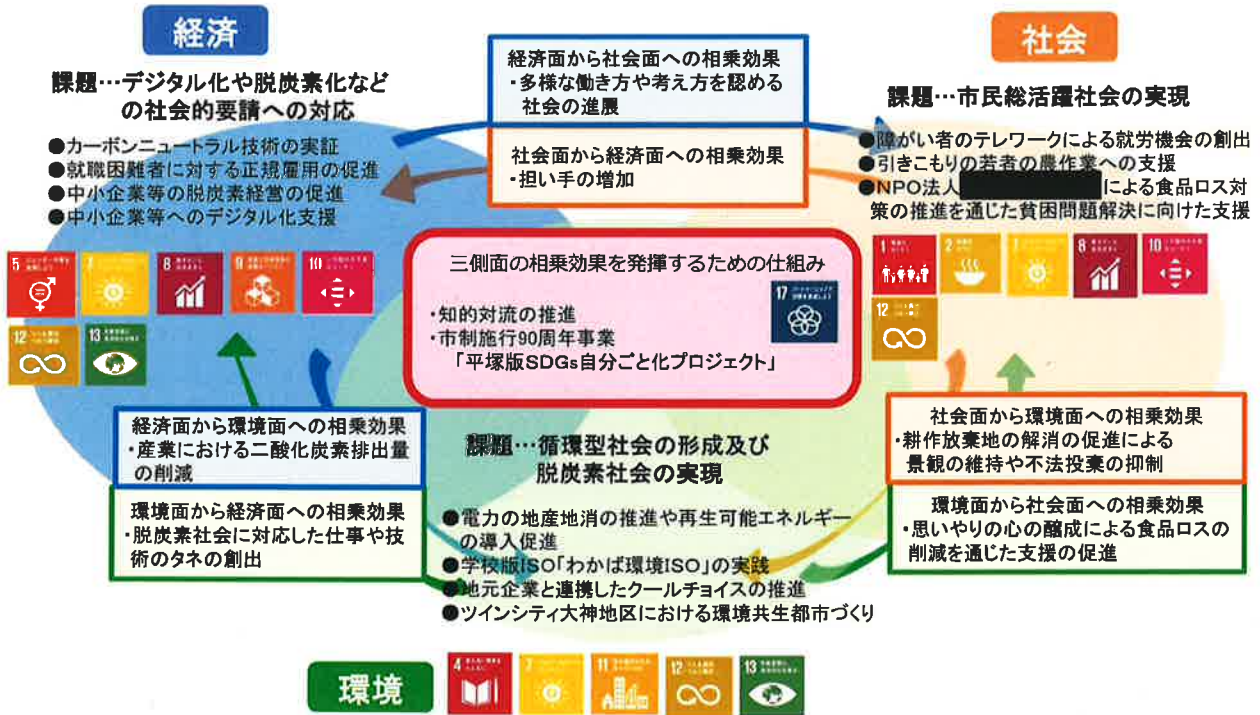 経済
課題…デジタル化や脱炭素化など
の社会的要請への対応
●カーボンニュートラル技術の実証
●就職困難者に対する正規雇用の促進
●中小企業等の脱炭素経営の促進
●中小企業等へのデジタル化支援
5
7
8
9
10
12
13
経済面から社会面への相乗効果
・多様な働き方や考え方を認める
社会の進展
社会面から経済面への相乗効果
・担い手の増加
社会
課題…市民総活躍社会の実現
●障がい者のテレワークによる就労機会の創出
●引きこもりの若者の農作業への支援
●NPO法人
による食品ロス対
策の推進を通じた貧困問題解決に向けた支援
1
2
7
8
10
12
三側面の相乗効果を発揮するための仕組み
17
・知的対流の推進
・市制施行90周年事業
「平塚版SDGs自分ごと化プロジェクト」
経済面から環境面への相乗効果
・産業における二酸化炭素排出量
の削減
環境面から経済面への相乗効果
・脱炭素社会に対応した仕事や技
術のタネの創出
課題…循環型社会の形成及び
脱炭素社会の実現
●電力の地産地消の推進や再生可能エネルギー
の導入促進
●学校版ISO「わかば環境ISO」の実践
●地元企業と連携したクールチョイスの推進
●ツインシティ大神地区における環境共生都市づくり
社会面から環境面への相乗効果
・耕作放棄地の解消の促進による
景観の維持や不法投棄の抑制
環境面から社会面への相乗効果
・思いやりの心の醸成による食品ロスの
削減を通じた支援の促進
環境
4
7
11
12
13